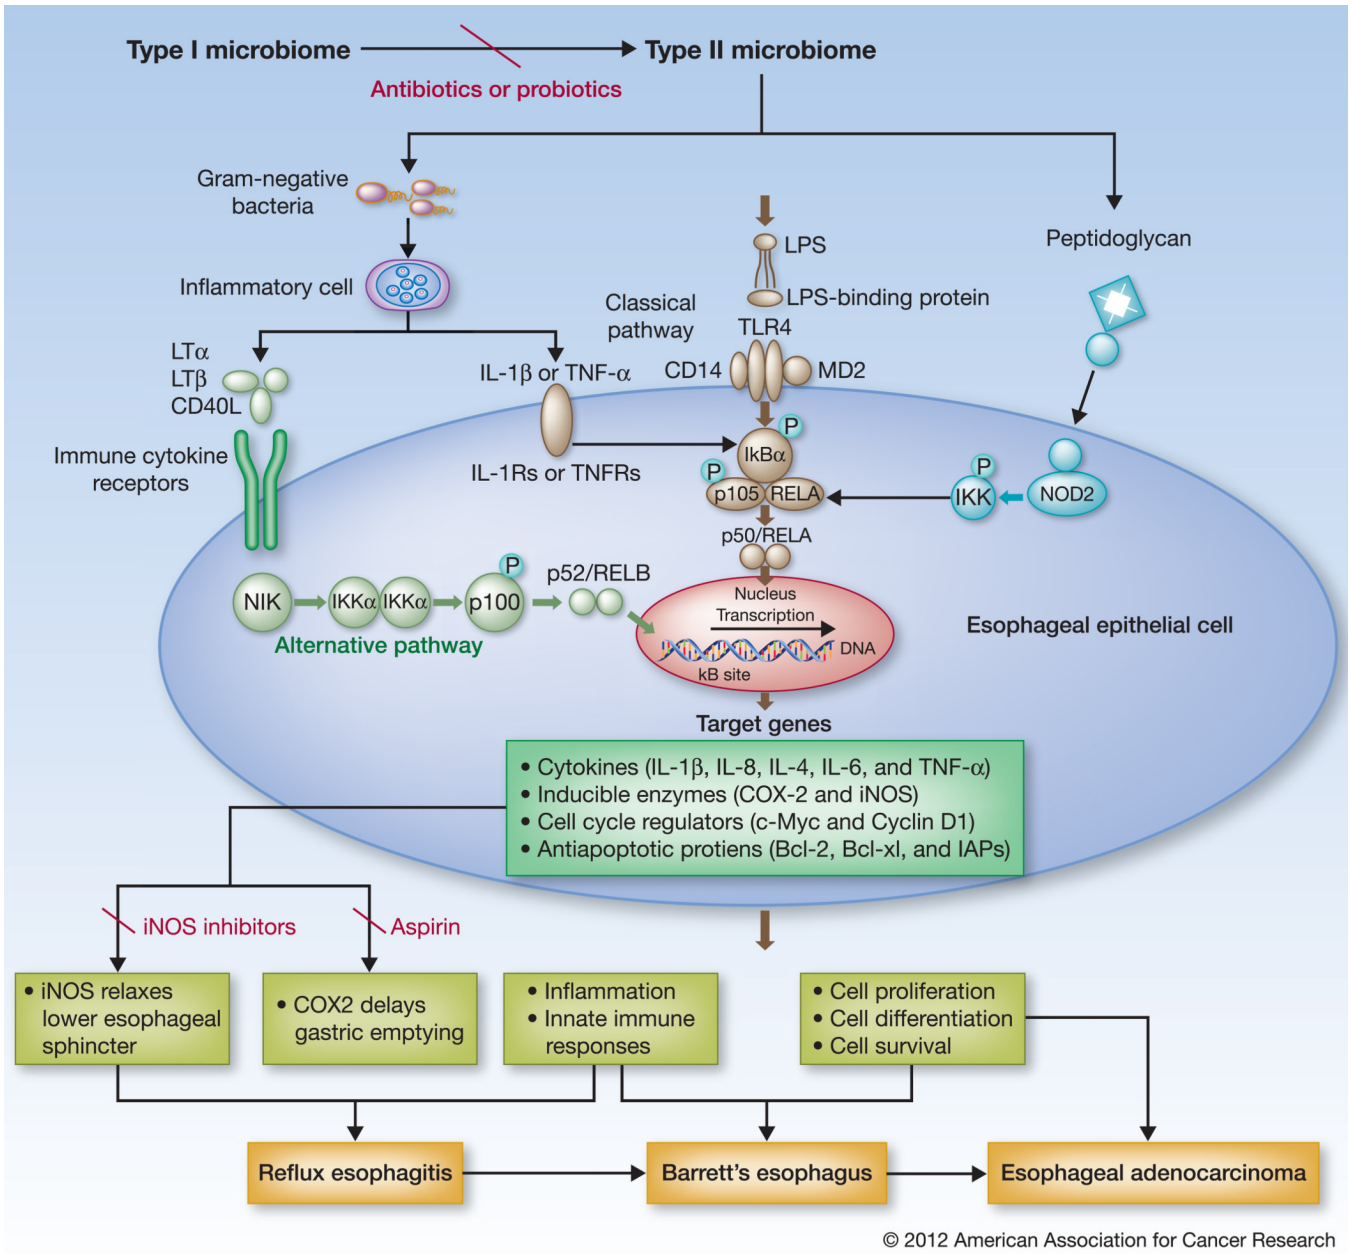 Type I microbiome
Type II microbiome
Antibiotics or probiotics
Gram-negative
bacteria
Inflammatory cell
LPS
LPS-binding protein
Peptidoglycan
Classical
pathway
TLR4
CD14
MD2
LTα
LTβ
CD40L
IL-1β or TNF-α
Immune cytokine
receptors
IL-1Rs or TNFRs
P
IkBα
P
p105
RELA
P
IKK
NOD2
p50/RELA
NIK
IKKα
IKKα
P
p100
p52/RELB
Alternative pathway
Nucleus
Transcription
DNA
kB site
Esophageal epithelial cell
Target genes
• Cytokines (IL-1β, IL-8, IL-4, IL-6, and TNF-α)
• Inducible enzymes (COX-2 and iNOS)
• Cell cycle regulators (c-Myc and Cyclin D1)
• Antiapoptotic protiens (Bcl-2, Bcl-xl, and IAPs)
iNOS inhibitors
Aspirin
• iNOS relaxes
lower esophageal
sphincter
• COX2 delays
gastric emptying
• Inflammation
• Innate immune
responses
• Cell proliferation
• Cell differentiation
• Cell survival
Reflux esophagitis
Barrett's esophagus
Esophageal adenocarcinoma
© 2012 American Association for Cancer Research